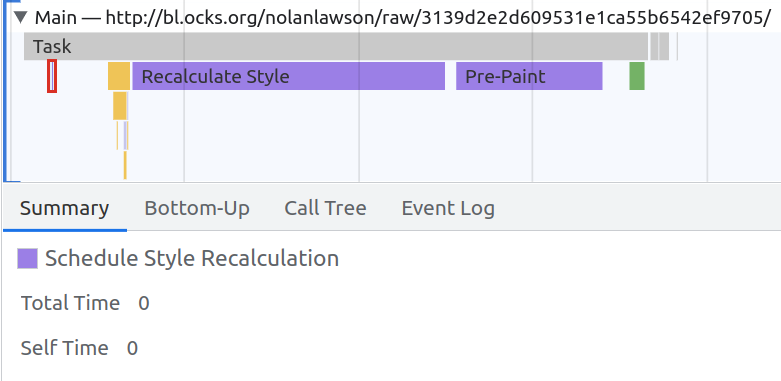 Main — http://bl.ocks.org/nolanlawson/raw/3139d2e2d609531e1ca55b6542ef9705/
Task
Recalculate Style Pre-Paint
Summary Bottom-Up Call Tree Event Log
Schedule Style Recalculation
Total Time 0
Self Time 0